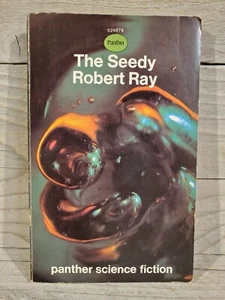 026878
Panther
The Seedy
Robert Ray
panther science fiction